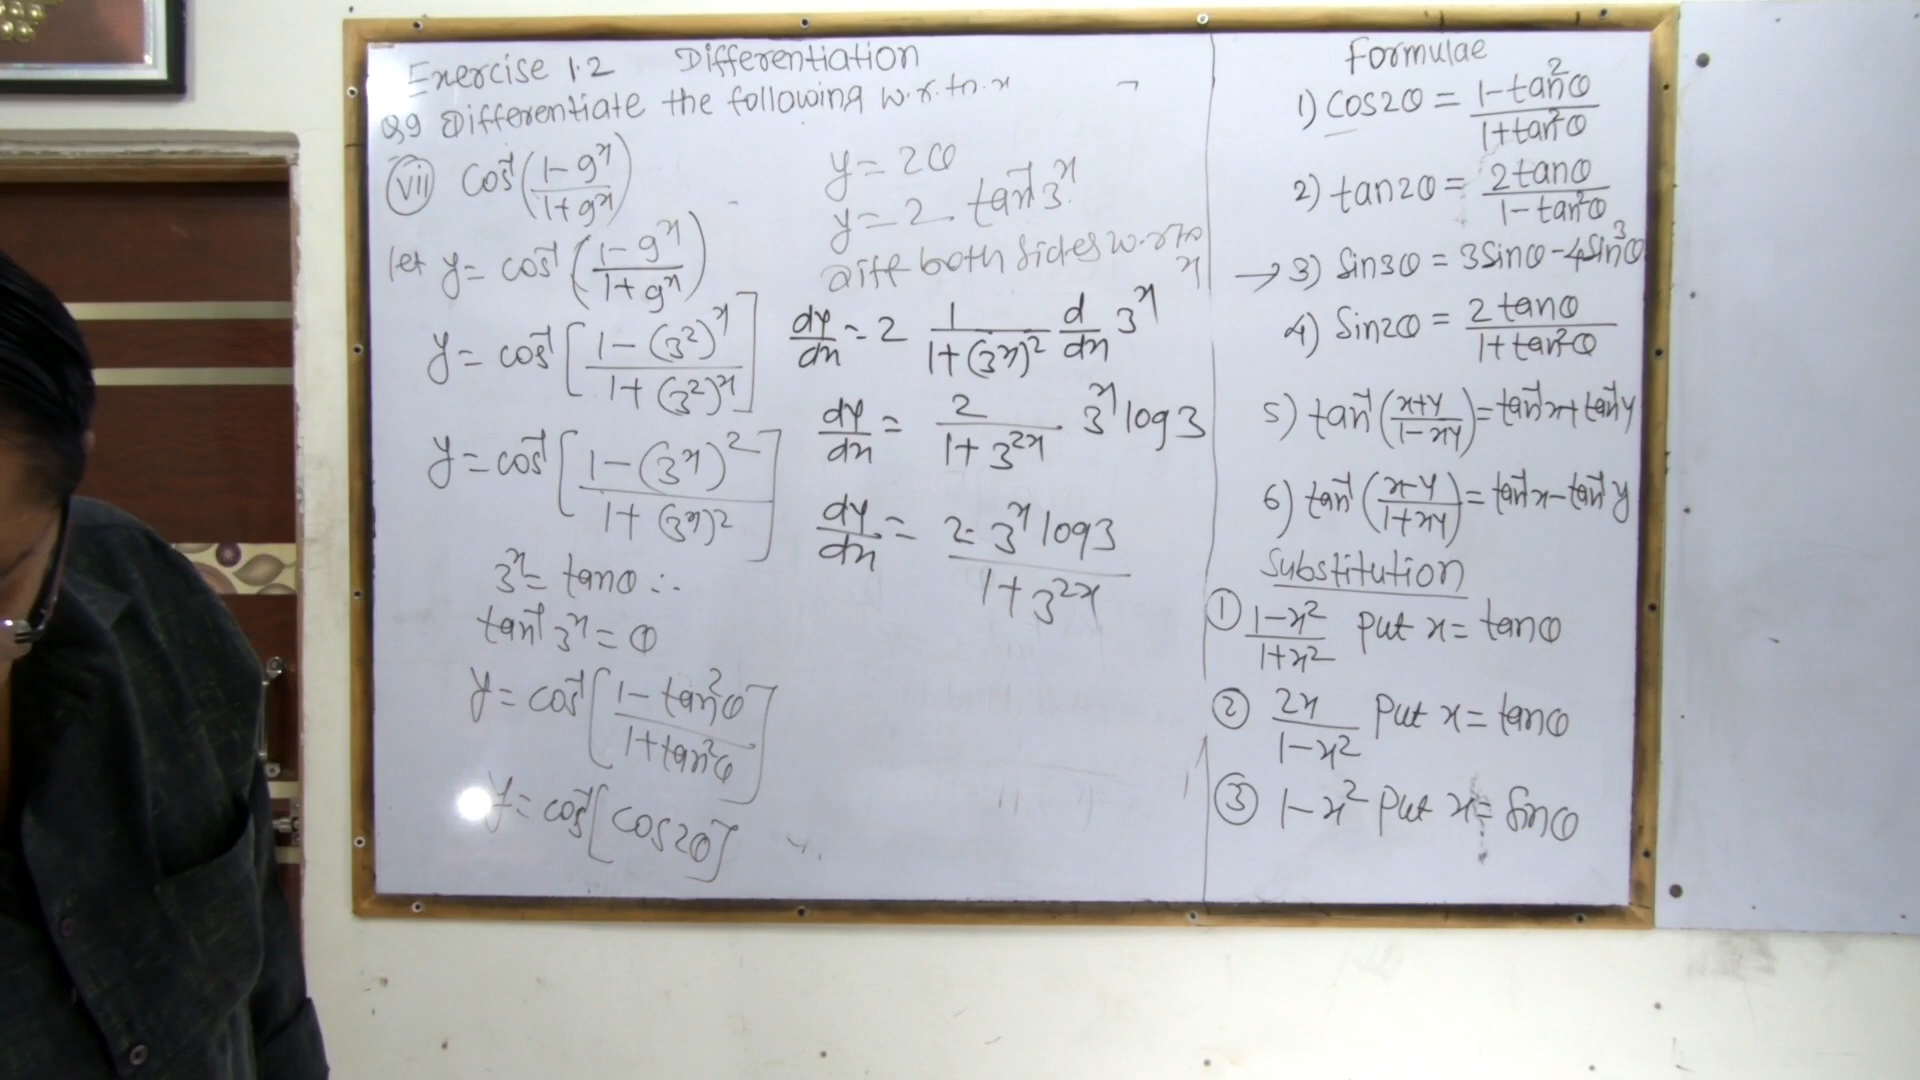 Exercise 1.2 Differentiation
Q9 Differentiate the following w.r.to.x
(vii) cos⁻¹(1-9ˣ/1+9ˣ)
let y = cos⁻¹(1-9ˣ/1+9ˣ)
y = cos⁻¹[1-(3²)ˣ/1+(3²)ˣ]
y = cos⁻¹[1-(3ˣ)²/1+(3ˣ)²]
3ˣ = tanθ ∴
tan⁻¹ 3ˣ = θ
y = cos⁻¹[1-tan²θ/1+tan²θ]
y = cos⁻¹[cos2θ]
y = 2θ
y = 2 tan⁻¹3ˣ.
Diff both sides w.r.to
x
dy/dx = 2 1/1+(3ˣ)² d/dx 3ˣ
dy/dx = 2/1+3²ˣ . 3ˣ log3
dy/dx = 2·3ˣ log3/1+3²ˣ
Formulae
1) cos2θ = 1-tan²θ/1+tan²θ
2) tan2θ = 2tanθ/1-tan²θ
→ 3) sin3θ = 3sinθ-4sin³θ
4) sin2θ = 2tanθ/1+tan²θ
5) tan⁻¹(x+y/1-xy) = tan⁻¹x+tan⁻¹y
6) tan⁻¹(x-y/1+xy) = tan⁻¹x-tan⁻¹y
Substitution
① 1-x²/1+x² put x = tanθ
② 2x/1-x² put x = tanθ
③ 1-x² put x = sinθ